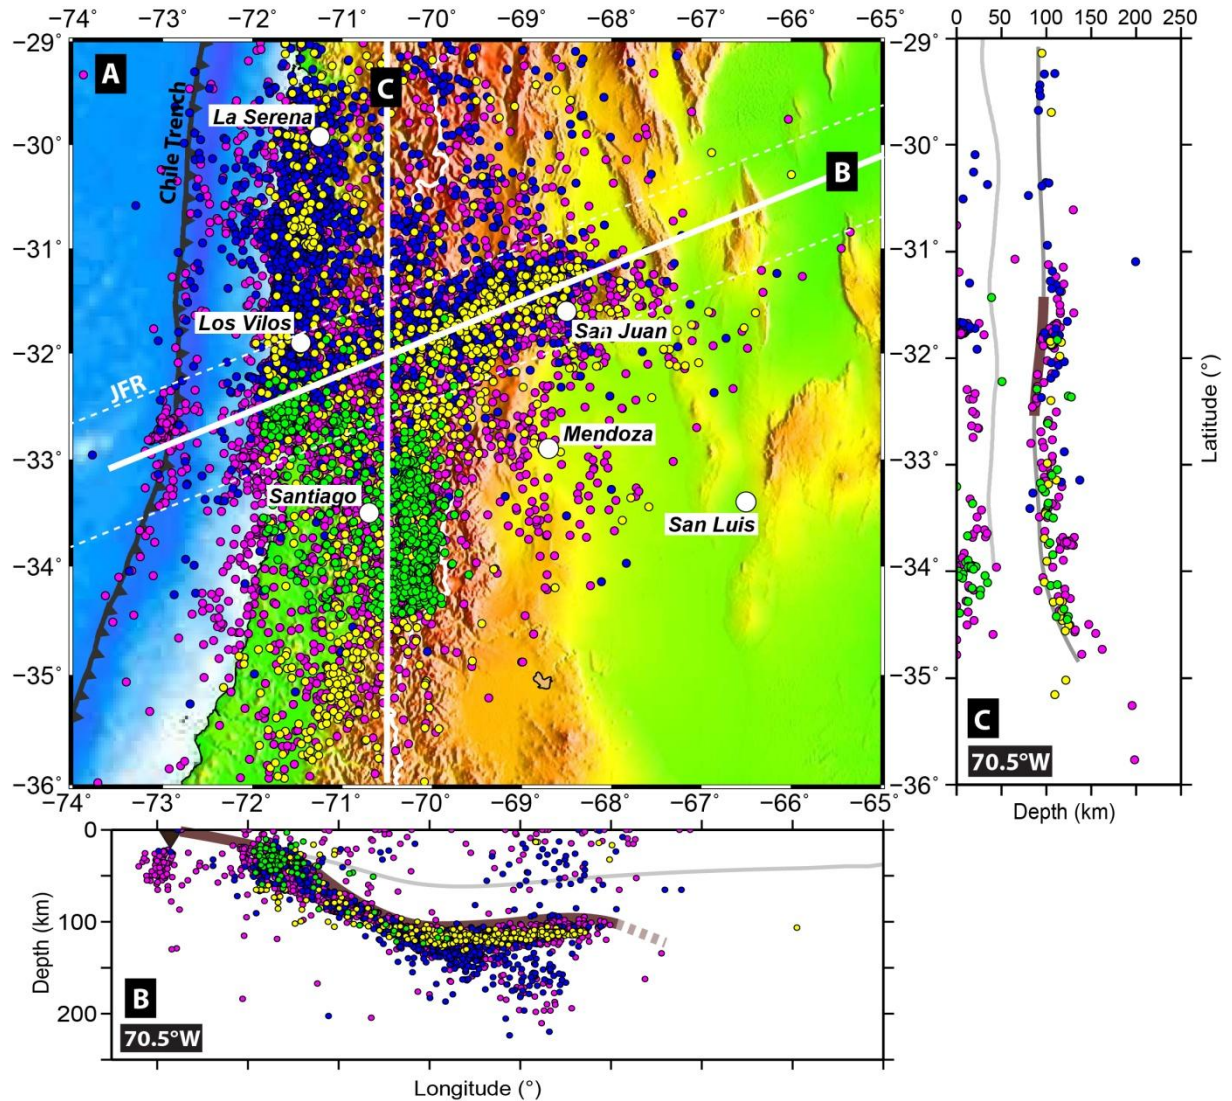 −74° −73° −72° −71° −70° −69° −68° −67° −66° −65°
−29°
−30°
−31°
−32°
−33°
−34°
−35°
−36°
A
C
B
Chile Trench
La Serena
Los Vilos
JFR
San Juan
Mendoza
Santiago
San Luis
−74° −73° −72° −71° −70° −69° −68° −67° −66° −65°
0 50 100 150 200 250
−29°
−30°
−31°
−32°
−33°
−34°
−35°
−36°
Latitude (°)
C
70.5°W
Depth (km)
0
100
200
Depth (km)
B
70.5°W
Longitude (°)